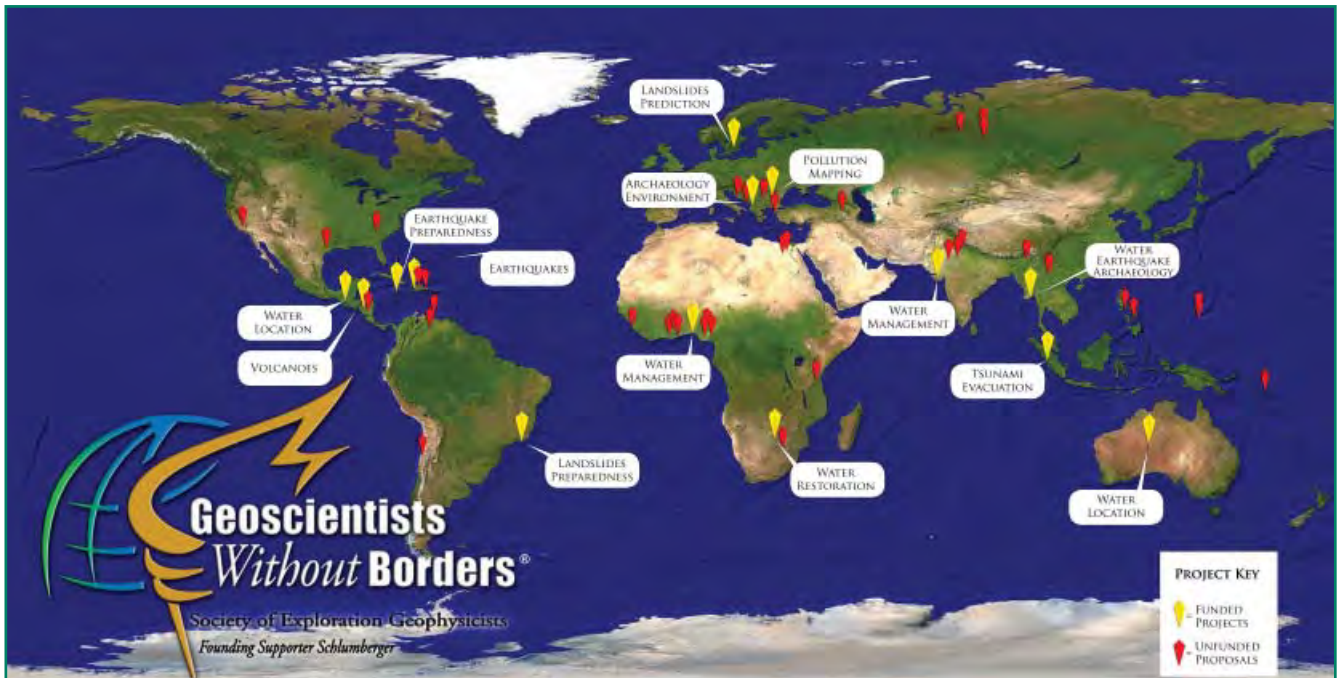 LANDSLIDES
PREDICTION
POLLUTION
MAPPING
ARCHAEOLOGY
ENVIRONMENT
EARTHQUAKE
PREPAREDNESS
EARTHQUAKES
WATER
EARTHQUAKE
ARCHAEOLOGY
WATER
LOCATION
VOLCANOES
WATER
MANAGEMENT
WATER
MANAGEMENT
TSUNAMI
EVACUATION
LANDSLIDES
PREPAREDNESS
WATER
RESTORATION
WATER
LOCATION
Geoscientists
Without Borders®
Society of Exploration Geophysicists
Founding Supporter Schlumberger
PROJECT KEY
= FUNDED
PROJECTS
= UNFUNDED
PROPOSALS